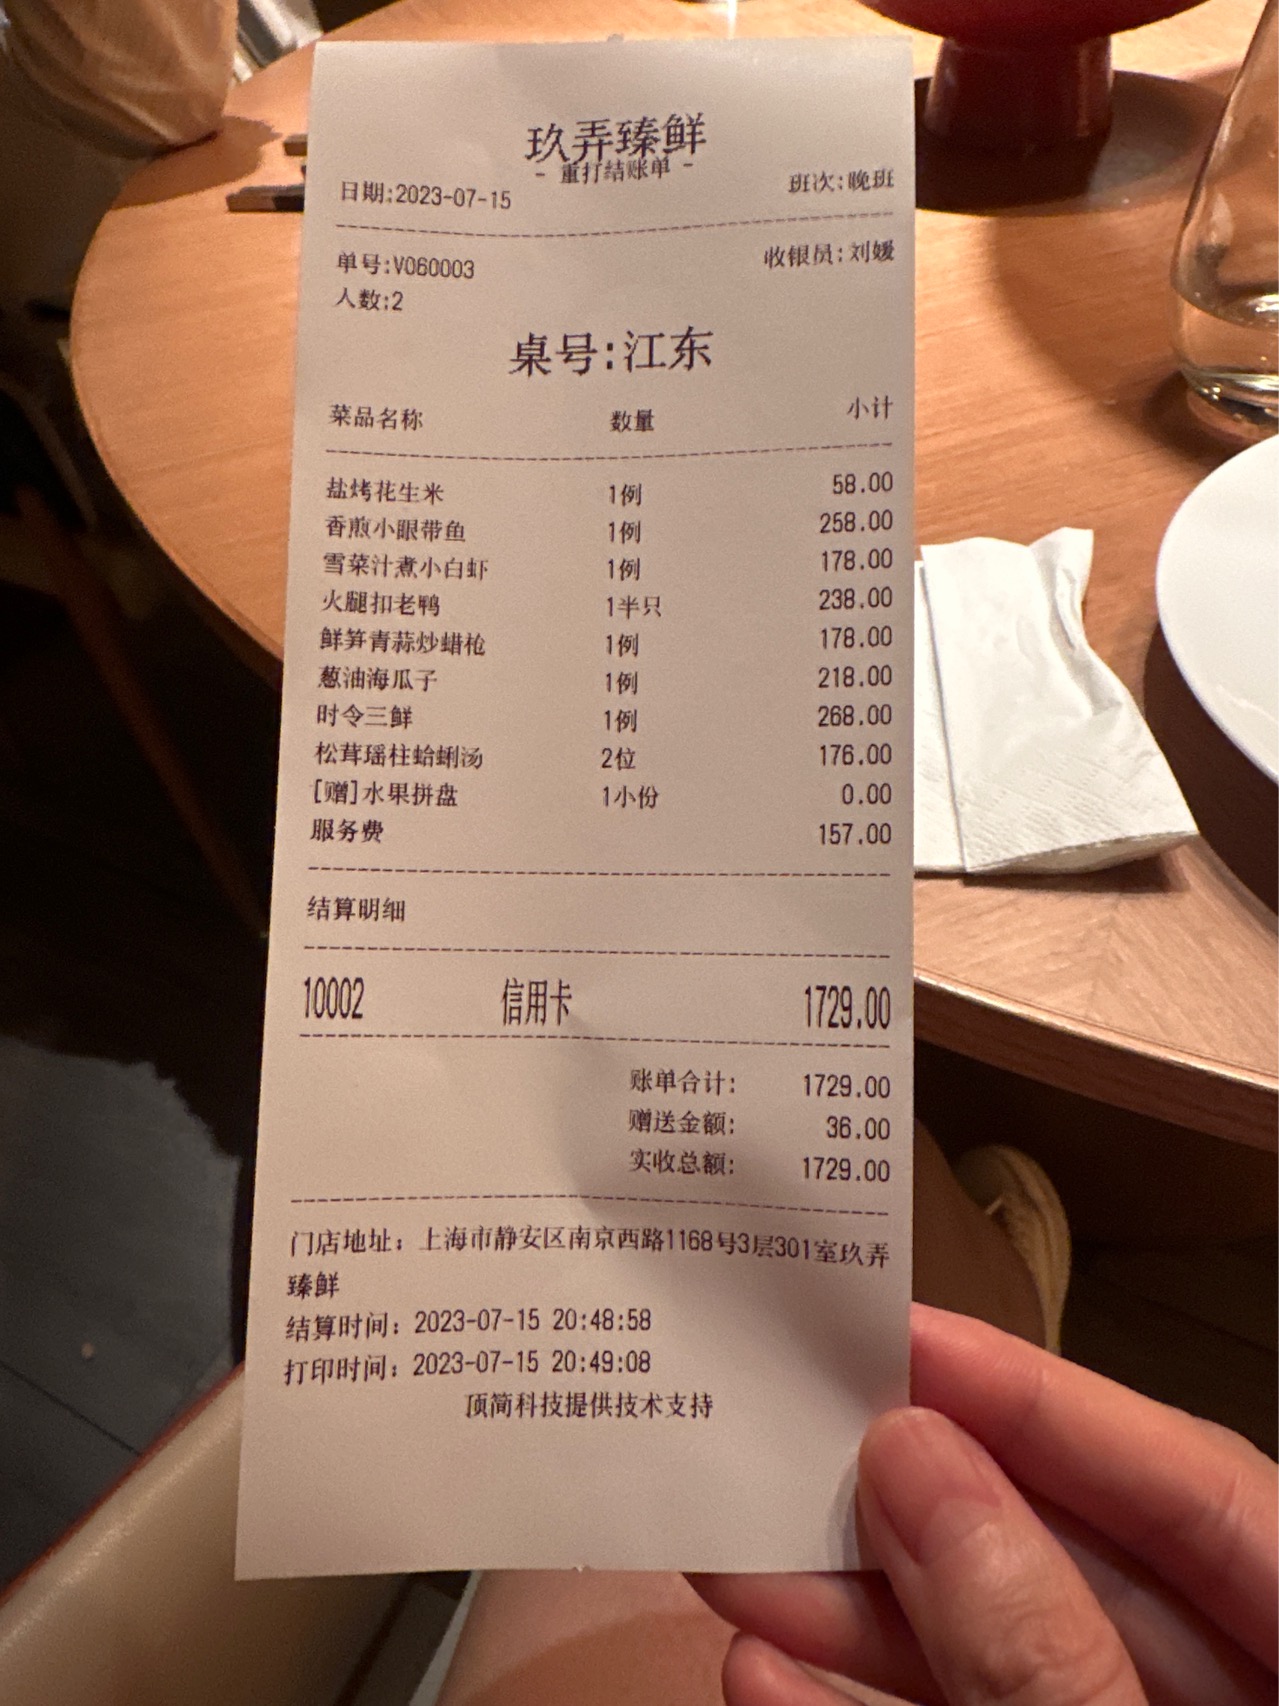 玖弄臻鲜
- 重打结账单 -
日期:2023-07-15 班次:晚班
单号:V060003 收银员:刘媛
人数:2
桌号:江东
菜品名称 数量 小计
盐烤花生米 1例 58.00
香煎小眼带鱼 1例 258.00
雪菜汁煮小白虾 1例 178.00
火腿扣老鸭 1半只 238.00
鲜笋青蒜炒蜡枪 1例 178.00
葱油海瓜子 1例 218.00
时令三鲜 1例 268.00
松茸瑶柱蛤蜊汤 2位 176.00
[赠]水果拼盘 1小份 0.00
服务费 157.00
结算明细
10002 信用卡 1729.00
账单合计: 1729.00
赠送金额: 36.00
实收总额: 1729.00
门店地址：上海市静安区南京西路1168号3层301室玖弄
臻鲜
结算时间：2023-07-15 20:48:58
打印时间：2023-07-15 20:49:08
顶简科技提供技术支持